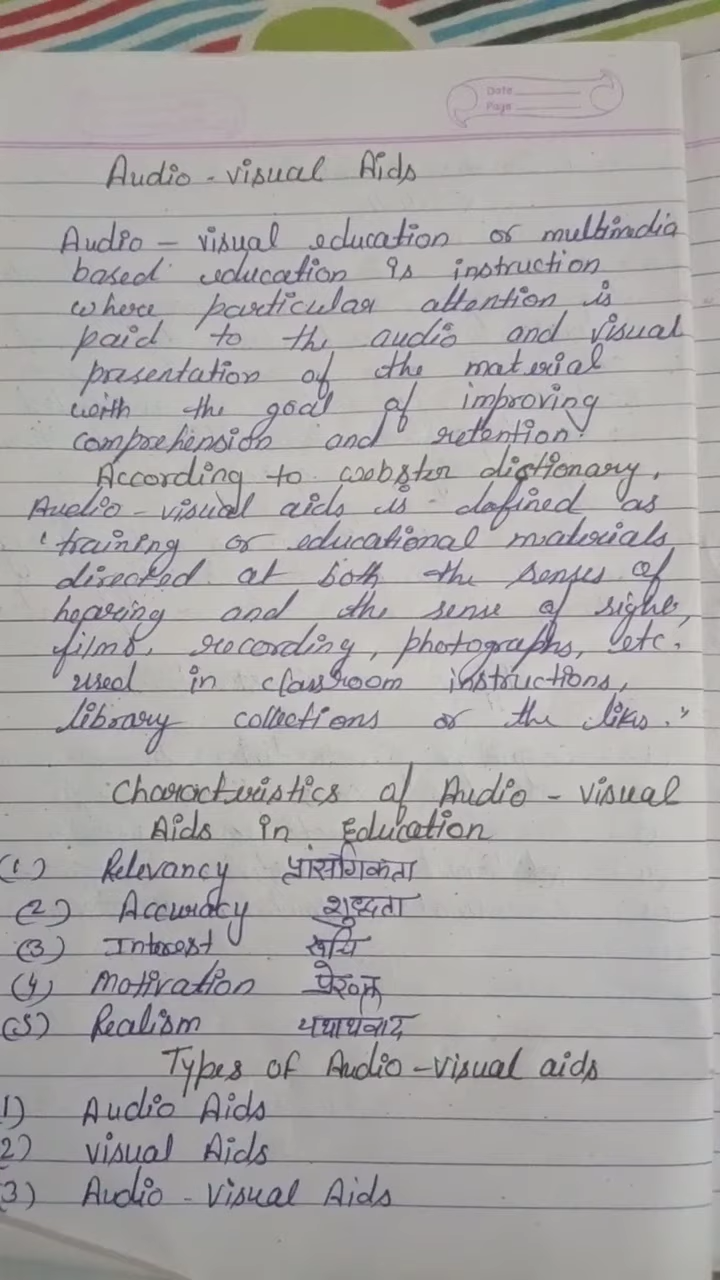 Date
Page
Audio - visual Aids
Audio - visual education or multimedia
based education is instruction
where particular attention is
paid to the audio and visual
presentation of the material
with the goal of improving
comprehension and retention.
According to webster dictionary,
Audio - visual aids is defined as
'training or educational materials
directed at both the senses of
hearing and the sense of sight,
films, recording, photographs, etc.
used in classroom instructions,
library collections or the likes."
Characteristics of Audio - visual
Aids in Education
(1) Relevancy प्रासंगिकता
(2) Accuracy शुध्दता
(3) Interest रूचि
(4) Motivation
(5) Realism यथार्थवाद
Types of Audio - visual aids
1) Audio Aids
2) visual Aids
3) Audio - visual Aids